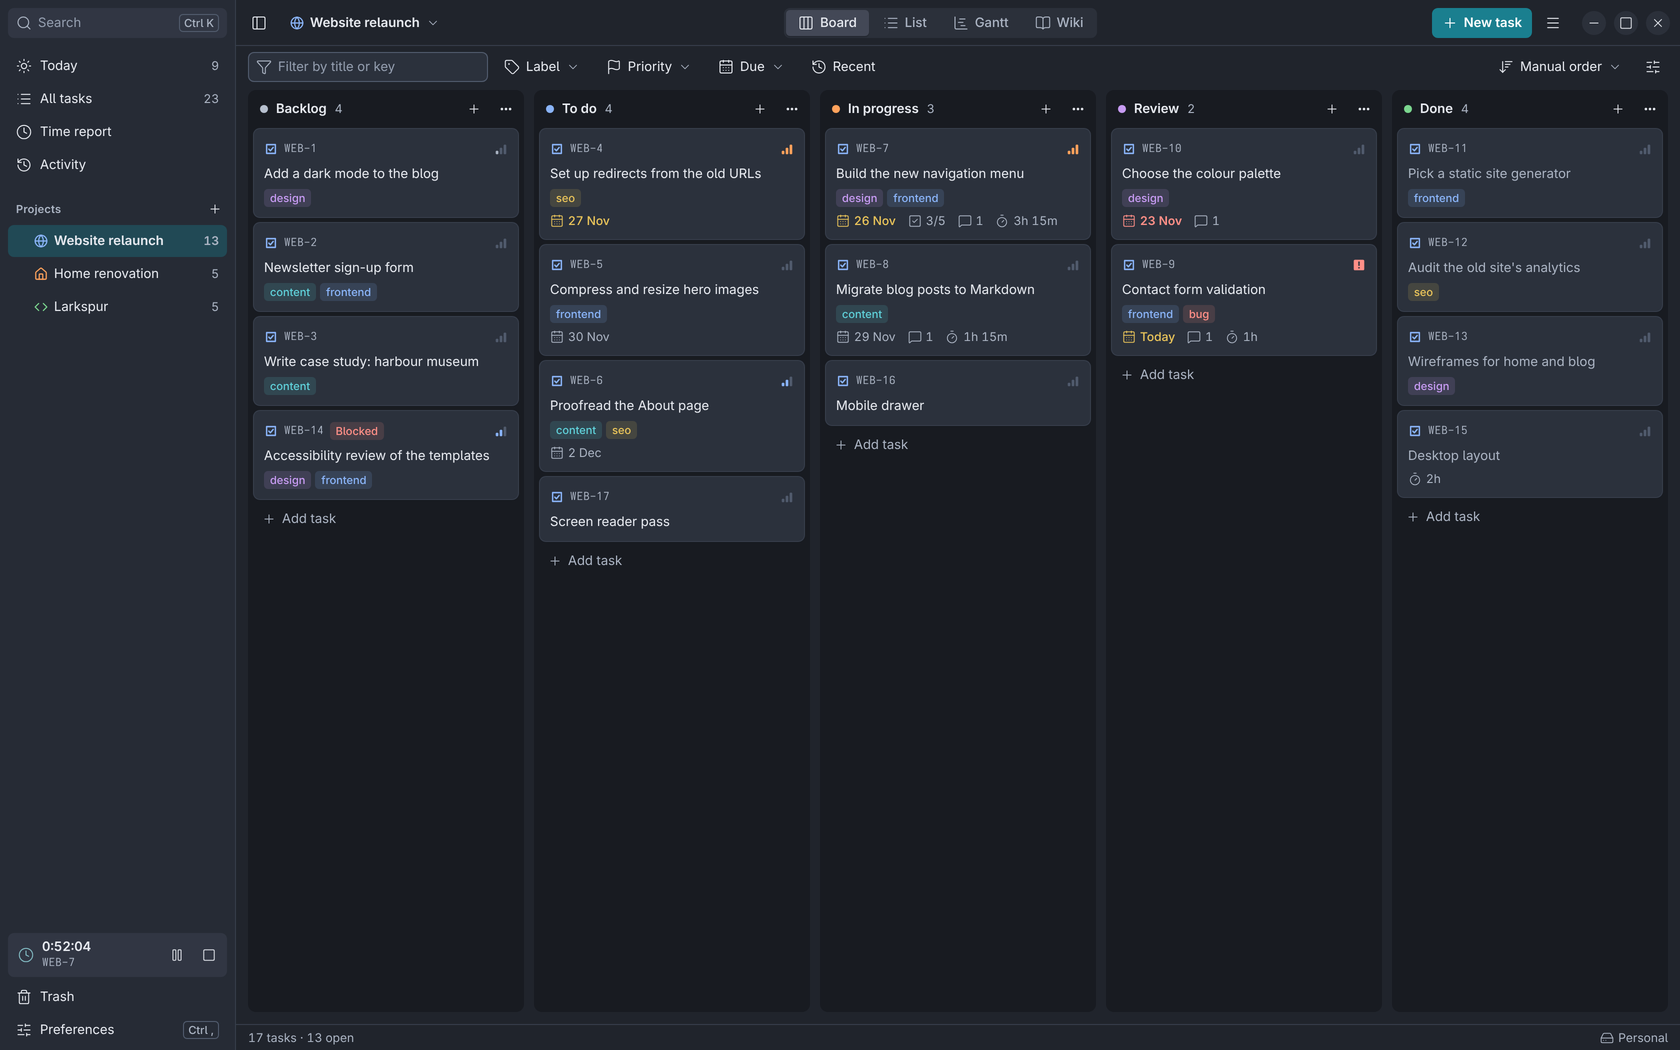 Search Ctrl K
Today 9
All tasks 23
Time report
Activity
Projects
Website relaunch 13
Home renovation 5
Larkspur 5
0:52:04
WEB-7
Trash
Preferences Ctrl ,
Website relaunch
Board List Gantt Wiki
New task
Filter by title or key Label Priority Due Recent Manual order
Backlog 4
WEB-1
Add a dark mode to the blog
design
WEB-2
Newsletter sign-up form
content frontend
WEB-3
Write case study: harbour museum
content
WEB-14 Blocked
Accessibility review of the templates
design frontend
Add task
To do 4
WEB-4
Set up redirects from the old URLs
seo
27 Nov
WEB-5
Compress and resize hero images
frontend
30 Nov
WEB-6
Proofread the About page
content seo
2 Dec
WEB-17
Screen reader pass
Add task
In progress 3
WEB-7
Build the new navigation menu
design frontend
26 Nov 3/5 1 3h 15m
WEB-8
Migrate blog posts to Markdown
content
29 Nov 1 1h 15m
WEB-16
Mobile drawer
Add task
Review 2
WEB-10
Choose the colour palette
design
23 Nov 1
WEB-9
Contact form validation
frontend bug
Today 1 1h
Add task
Done 4
WEB-11
Pick a static site generator
frontend
WEB-12
Audit the old site's analytics
seo
WEB-13
Wireframes for home and blog
design
WEB-15
Desktop layout
2h
Add task
17 tasks · 13 open
Personal